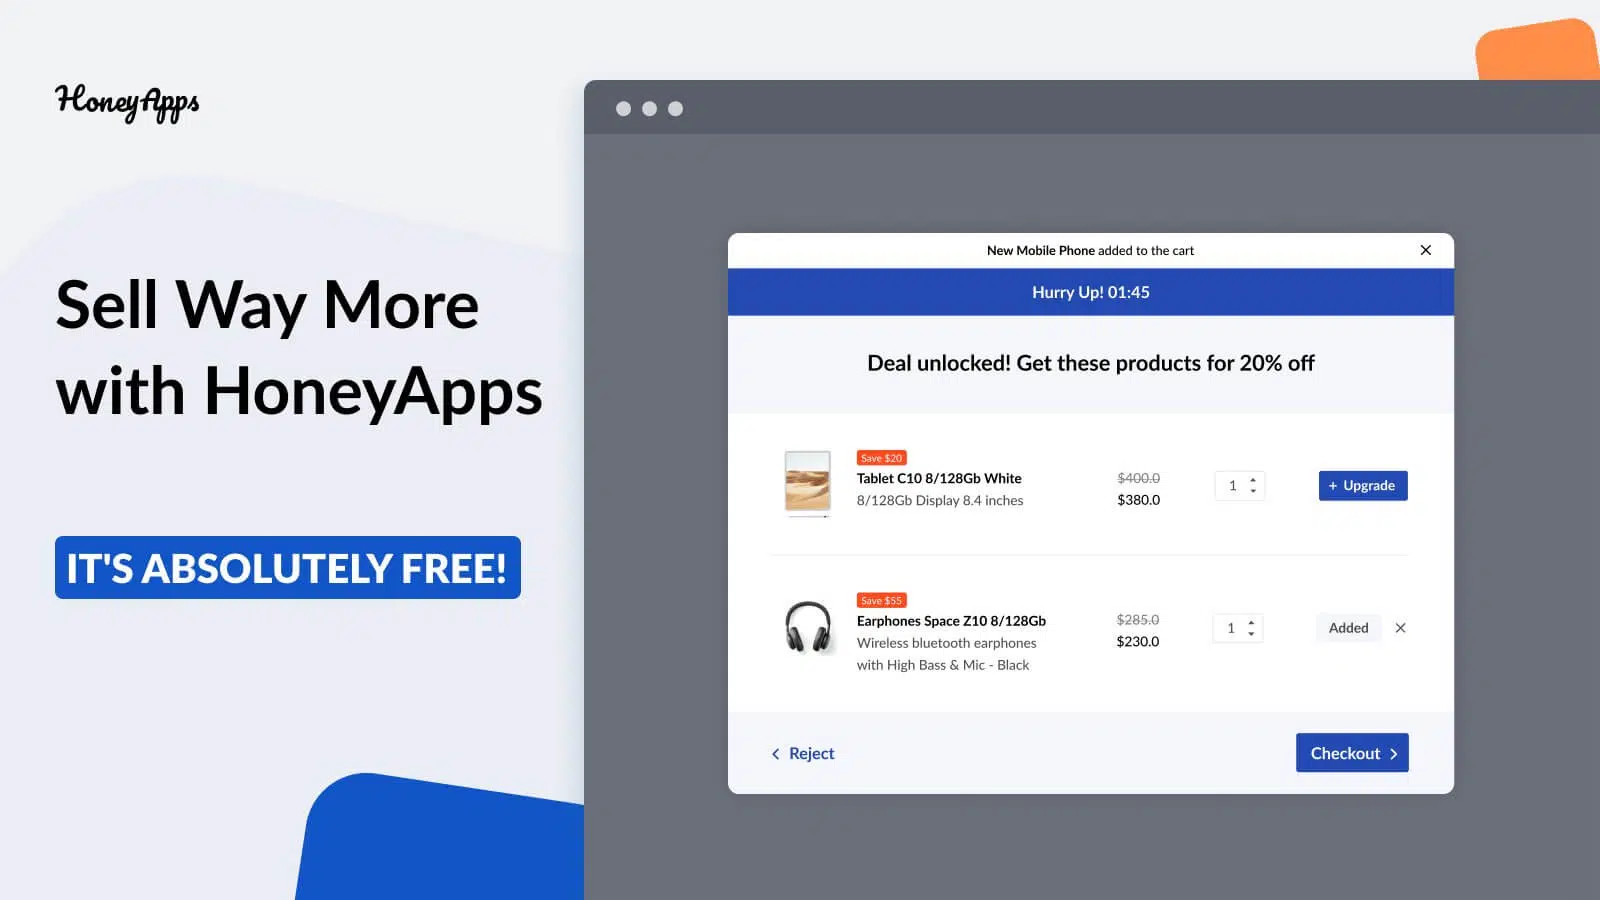 HoneyApps
Sell Way More
with HoneyApps
IT'S ABSOLUTELY FREE!
New Mobile Phone added to the cart
Hurry Up! 01:45
Deal unlocked! Get these products for 20% off
Save $20
Tablet C10 8/128Gb White
8/128Gb Display 8.4 inches
$400.0
$380.0
1
+ Upgrade
Save $55
Earphones Space Z10 8/128Gb
Wireless bluetooth earphones
with High Bass & Mic - Black
$285.0
$230.0
1
Added
Reject
Checkout